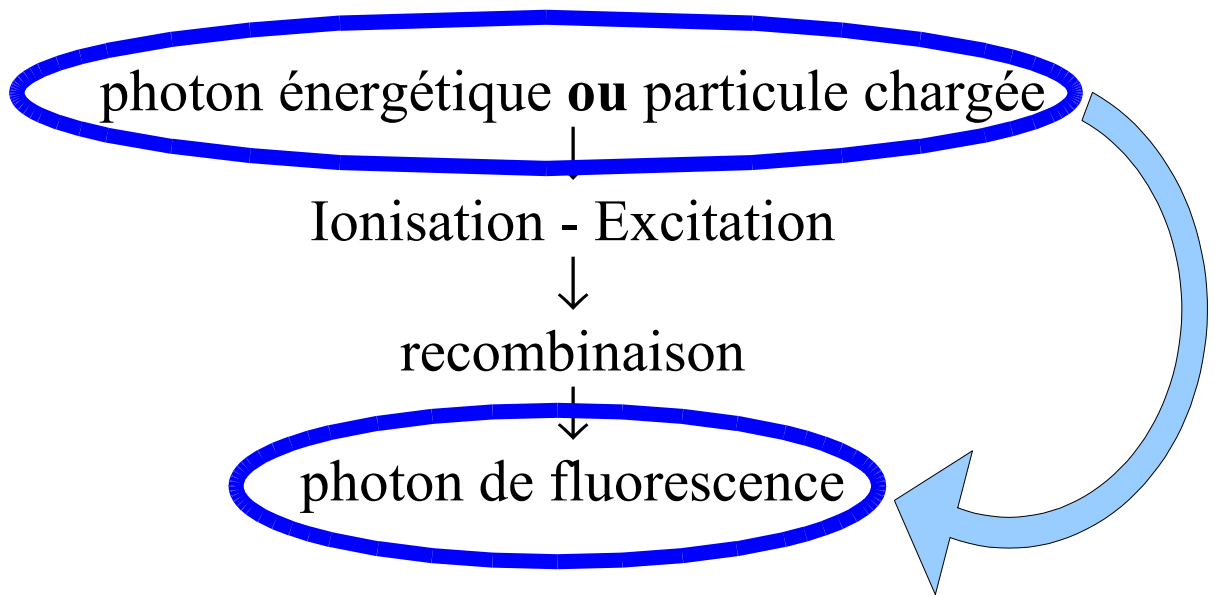 photon énergétique ou particule chargée
Ionisation - Excitation
recombinaison
photon de fluorescence